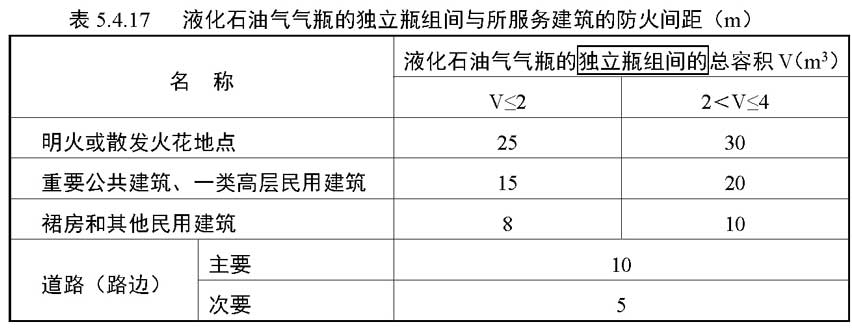 表 5.4.17 液化石油气气瓶的独立瓶组间与所服务建筑的防火间距（m）
名 称
液化石油气气瓶的独立瓶组间的总容积 V（m³）
V≤2 2＜V≤4
明火或散发火花地点 25 30
重要公共建筑、一类高层民用建筑 15 20
裙房和其他民用建筑 8 10
道路（路边） 主要 10
次要 5